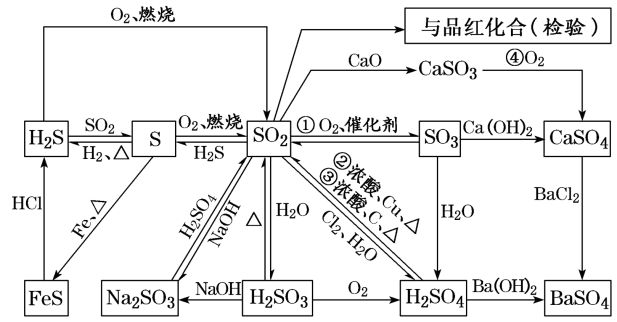 O₂、燃烧
与品红化合(检验)
CaO
CaSO₃
④O₂
H₂S
SO₂
H₂、△
S
O₂、燃烧
H₂S
SO₂
① O₂、催化剂
SO₃
Ca(OH)₂
CaSO₄
HCl
Fe、△
H₂SO₄
NaOH
△
H₂O
②浓酸、Cu、△
③浓酸、C、△
Cl₂、H₂O
H₂O
BaCl₂
FeS
Na₂SO₃
NaOH
H₂SO₃
O₂
H₂SO₄
Ba(OH)₂
BaSO₄